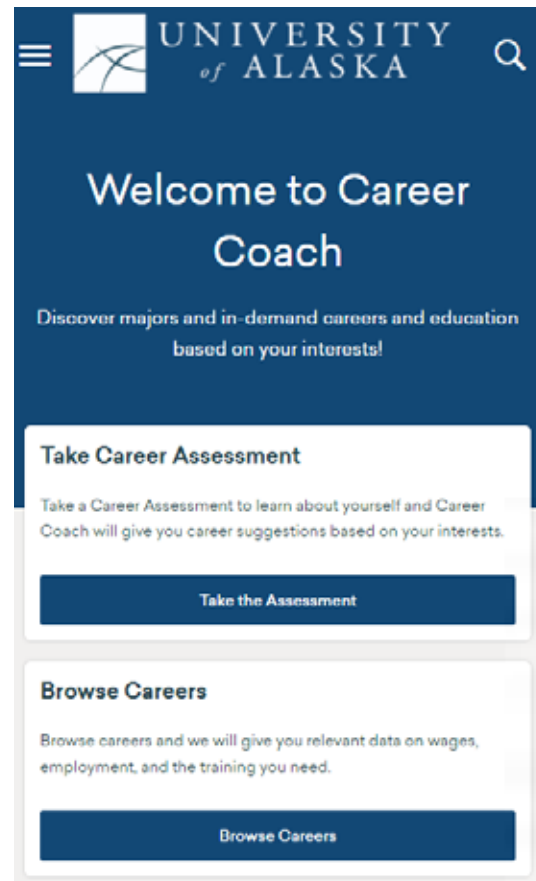 UNIVERSITY
of ALASKA
Welcome to Career
Coach
Discover majors and in-demand careers and education
based on your interests!
Take Career Assessment
Take a Career Assessment to learn about yourself and Career
Coach will give you career suggestions based on your interests.
Take the Assessment
Browse Careers
Browse careers and we will give you relevant data on wages,
employment, and the training you need.
Browse Careers